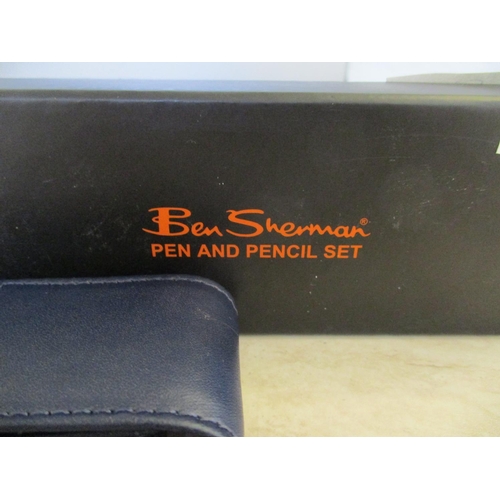 Ben Sherman®
PEN AND PENCIL SET